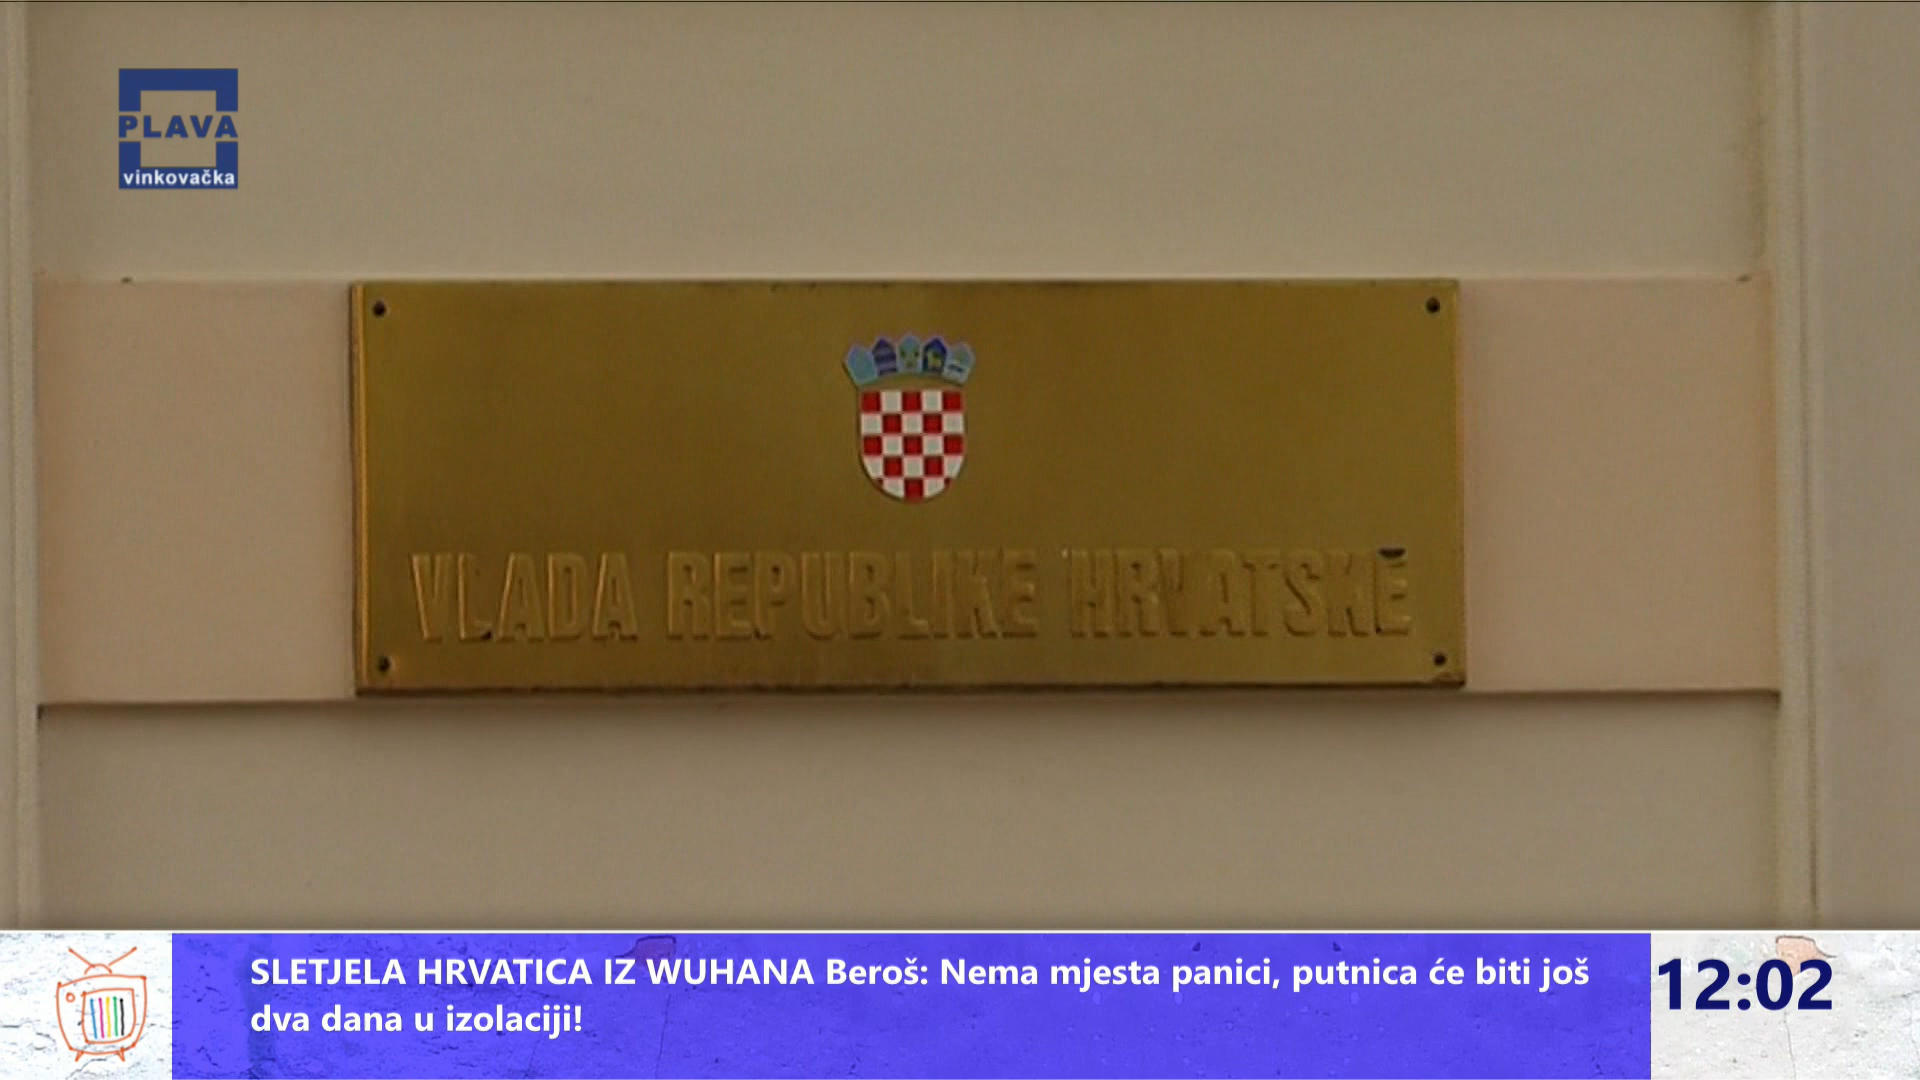 PLAVA
vinkovačka
VLADA REPUBLIKE HRVATSKE
SLETJELA HRVATICA IZ WUHANA Beroš: Nema mjesta panici, putnica će biti još
dva dana u izolaciji!
12:02